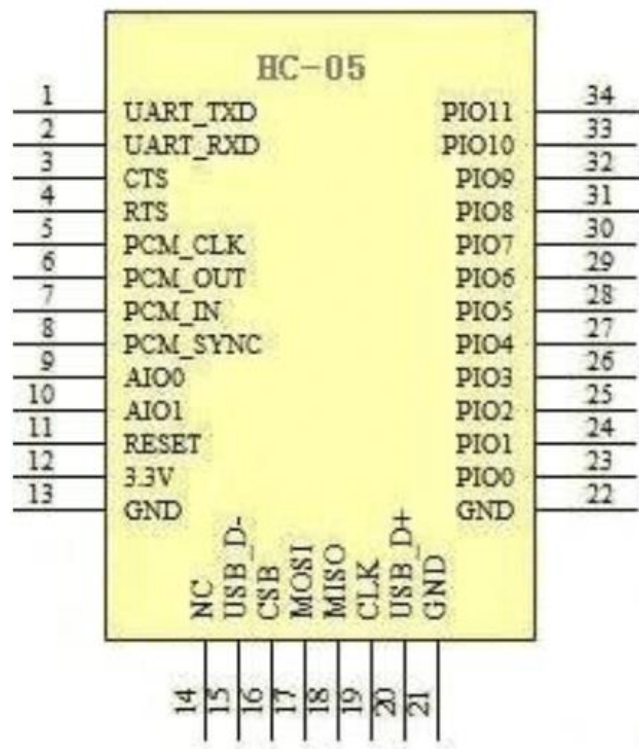 HC-05
1 UART_TXD PIO11 34
2 UART_RXD PIO10 33
3 CTS PIO9 32
4 RTS PIO8 31
5 PCM_CLK PIO7 30
6 PCM_OUT PIO6 29
7 PCM_IN PIO5 28
8 PCM_SYNC PIO4 27
9 AIO0 PIO3 26
10 AIO1 PIO2 25
11 RESET PIO1 24
12 3.3V PIO0 23
13 GND GND 22
NC
USB_D-
CSB
MOSI
MISO
CLK
USB_D+
GND
14
15
16
17
18
19
20
21